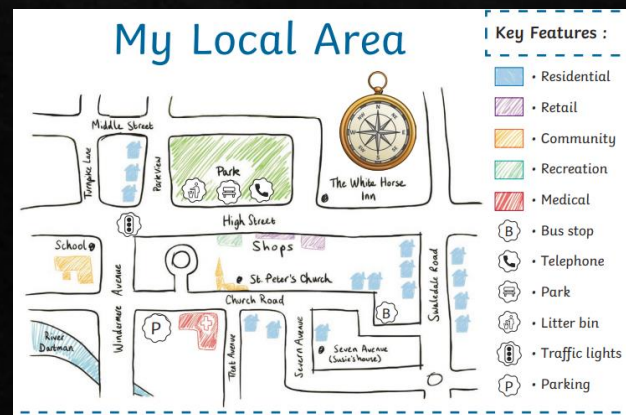 My Local Area
Key Features :
• Residential
• Retail
• Community
• Recreation
• Medical
B • Bus stop
• Telephone
• Park
• Litter bin
• Traffic lights
P • Parking
Middle Street
Turnpike Lane
Park View
Park
The White Horse
Inn
High Street
School
Shops
St. Peter's Church
Church Road
Windermere Avenue
Swaledale Road
B
P
River
Dartman
Trent Avenue
Severn Avenue
Seven Avenue
(Susie's house)